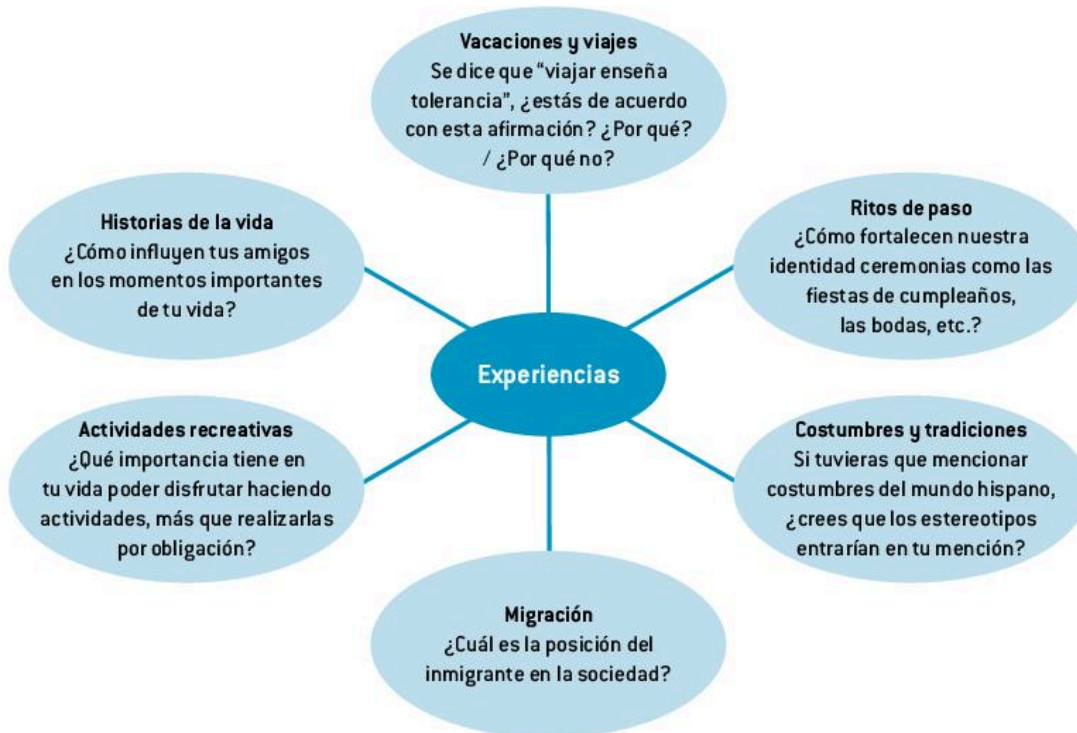 Vacaciones y viajes
Se dice que “viajar enseña
tolerancia”, ¿estás de acuerdo
con esta afirmación? ¿Por qué?
/ ¿Por qué no?
Historias de la vida
¿Cómo influyen tus amigos
en los momentos importantes
de tu vida?
Ritos de paso
¿Cómo fortalecen nuestra
identidad ceremonias como las
fiestas de cumpleaños,
las bodas, etc.?
Experiencias
Actividades recreativas
¿Qué importancia tiene en
tu vida poder disfrutar haciendo
actividades, más que realizarlas
por obligación?
Costumbres y tradiciones
Si tuvieras que mencionar
costumbres del mundo hispano,
¿crees que los estereotipos
entrarían en tu mención?
Migración
¿Cuál es la posición del
inmigrante en la sociedad?